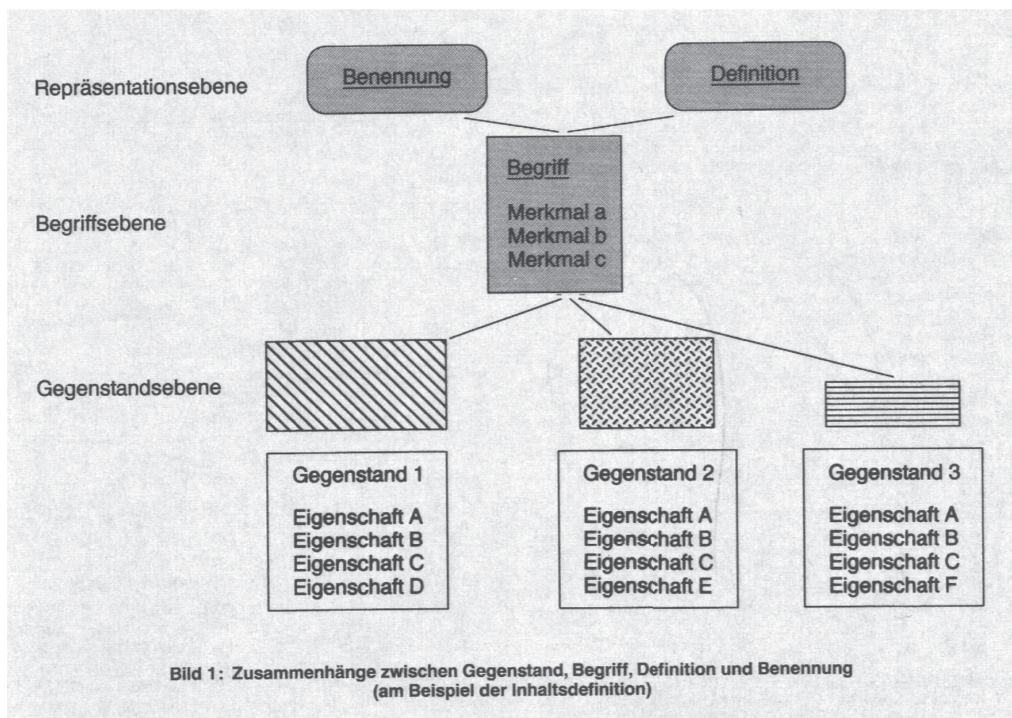 Repräsentationsebene
Benennung
Definition
Begriffsebene
Begriff
Merkmal a
Merkmal b
Merkmal c
Gegenstandsebene
Gegenstand 1
Eigenschaft A
Eigenschaft B
Eigenschaft C
Eigenschaft D
Gegenstand 2
Eigenschaft A
Eigenschaft B
Eigenschaft C
Eigenschaft E
Gegenstand 3
Eigenschaft A
Eigenschaft B
Eigenschaft C
Eigenschaft F
Bild 1: Zusammenhänge zwischen Gegenstand, Begriff, Definition und Benennung
(am Beispiel der Inhaltsdefinition)